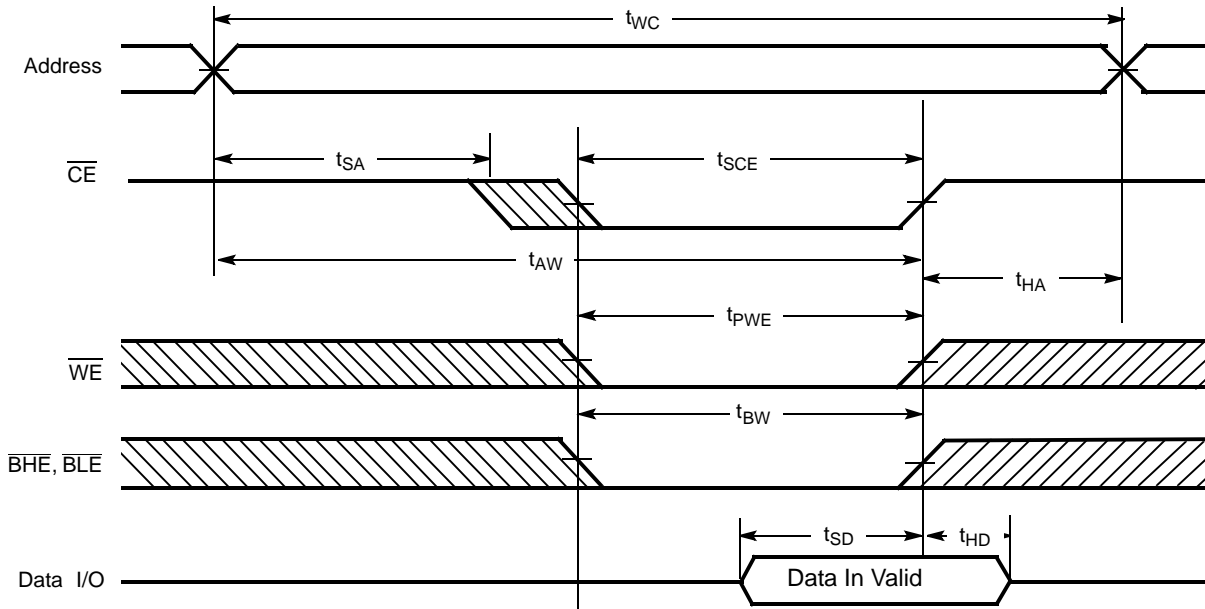 tWC
Address
tSA
tSCE
CE
tAW
tHA
tPWE
WE
tBW
BHE, BLE
tSD
tHD
Data I/O
Data In Valid